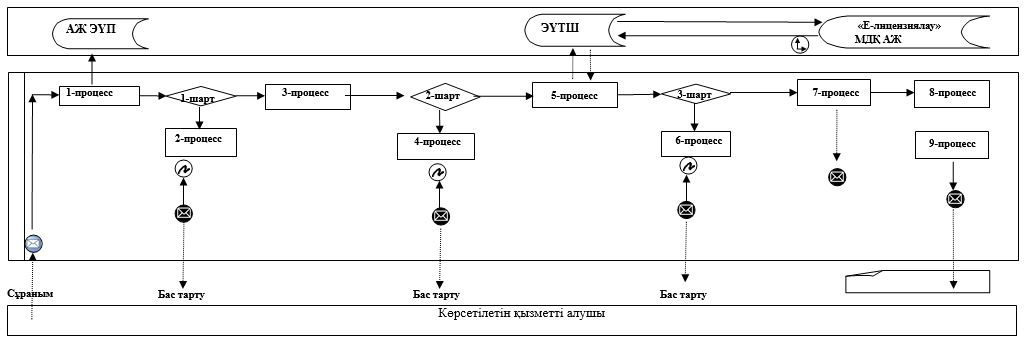 АЖ ЭҮП
ЭҮТШ
«Е-лицензиялау»
МДҚ АЖ
1-процесс
1-шарт
3-процесс
2-шарт
5-процесс
3-шарт
7-процесс
8-процесс
2-процесс
4-процесс
6-процесс
9-процесс
Сұраным
Бас тарту
Бас тарту
Бас тарту
Көрсетілетін қызметті алушы